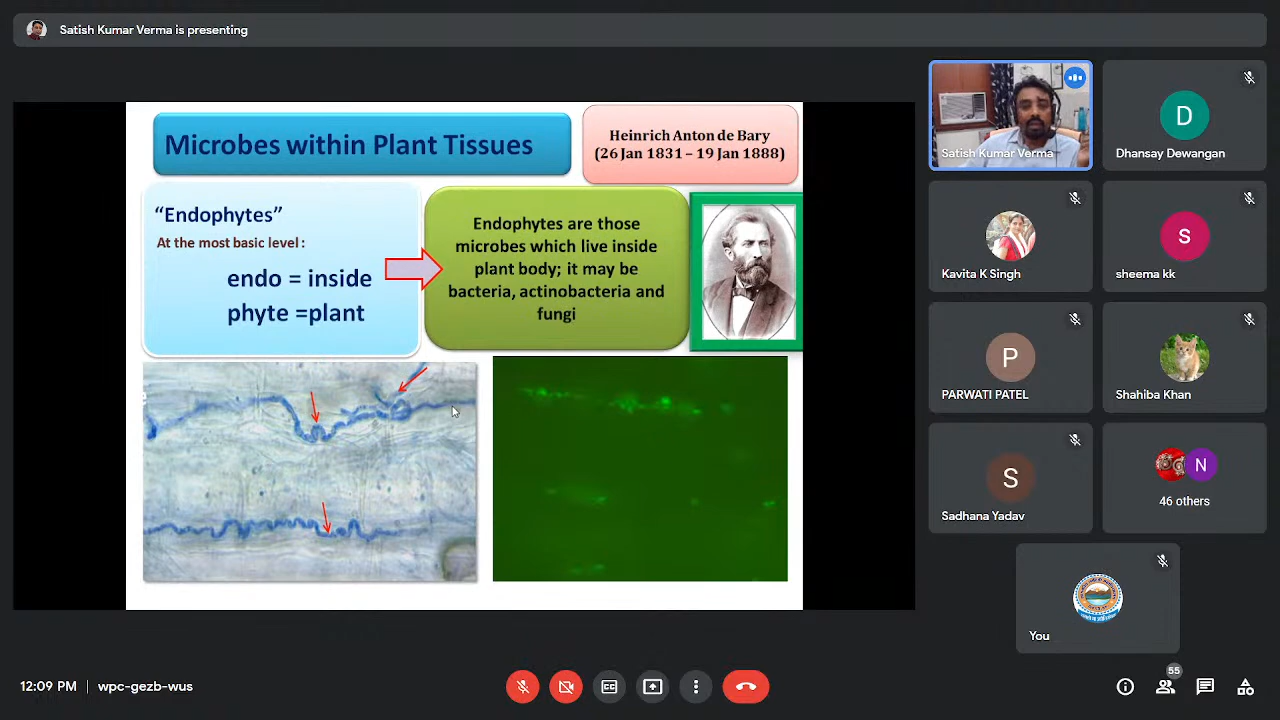 Satish Kumar Verma is presenting
Microbes within Plant Tissues
Heinrich Anton de Bary
(26 Jan 1831 – 19 Jan 1888)
“Endophytes”
At the most basic level :
endo = inside
phyte =plant
Endophytes are those
microbes which live inside
plant body; it may be
bacteria, actinobacteria and
fungi
Satish Kumar Verma
D
Dhansay Dewangan
Kavita K Singh
S
sheema kk
P
PARWATI PATEL
Shahiba Khan
S
Sadhana Yadav
N
46 others
You
12:09 PM | wpc-gezb-wus
55